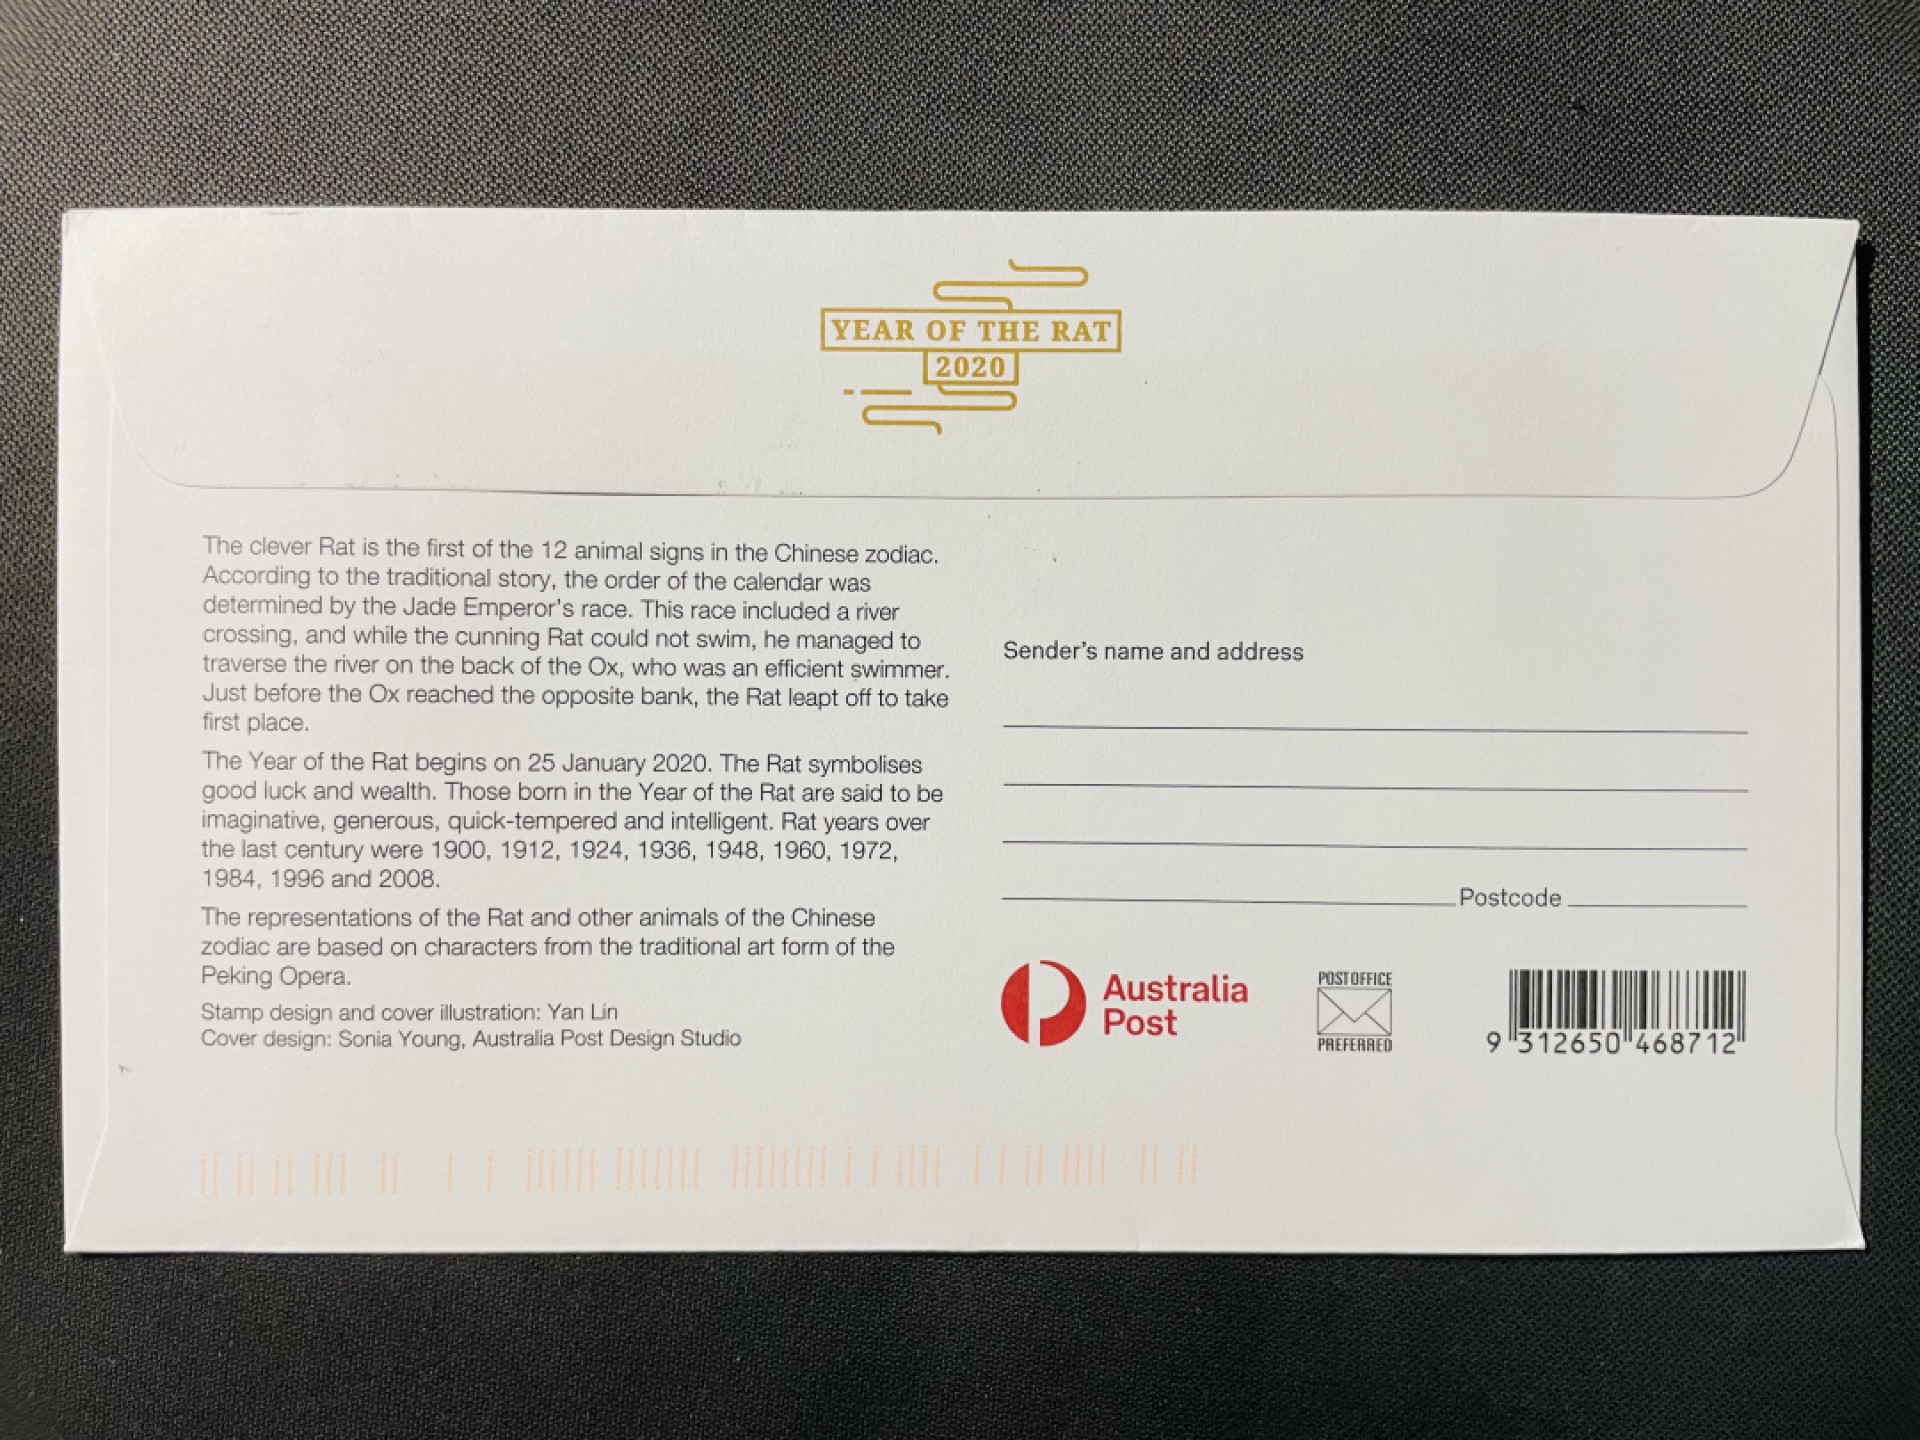 YEAR OF THE RAT
2020
The clever Rat is the first of the 12 animal signs in the Chinese zodiac.
According to the traditional story, the order of the calendar was
determined by the Jade Emperor's race. This race included a river
crossing, and while the cunning Rat could not swim, he managed to
traverse the river on the back of the Ox, who was an efficient swimmer.
Just before the Ox reached the opposite bank, the Rat leapt off to take
first place.
The Year of the Rat begins on 25 January 2020. The Rat symbolises
good luck and wealth. Those born in the Year of the Rat are said to be
imaginative, generous, quick-tempered and intelligent. Rat years over
the last century were 1900, 1912, 1924, 1936, 1948, 1960, 1972,
1984, 1996 and 2008.
The representations of the Rat and other animals of the Chinese
zodiac are based on characters from the traditional art form of the
Peking Opera.
Stamp design and cover illustration: Yan Lin
Cover design: Sonia Young, Australia Post Design Studio
Sender's name and address
Postcode
Australia
Post
POST OFFICE
PREFERRED
9 312650 468712